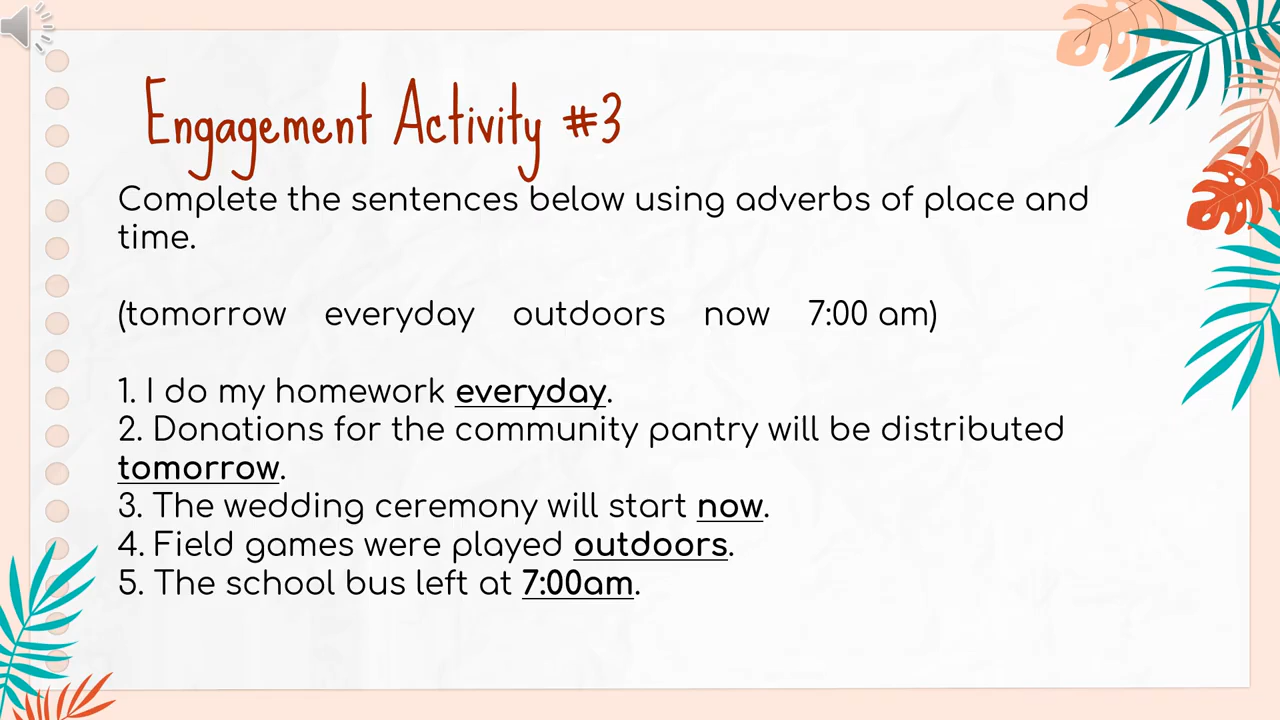 Engagement Activity #3
Complete the sentences below using adverbs of place and
time.
(tomorrow everyday outdoors now 7:00 am)
1. I do my homework everyday.
2. Donations for the community pantry will be distributed
tomorrow.
3. The wedding ceremony will start now.
4. Field games were played outdoors.
5. The school bus left at 7:00am.